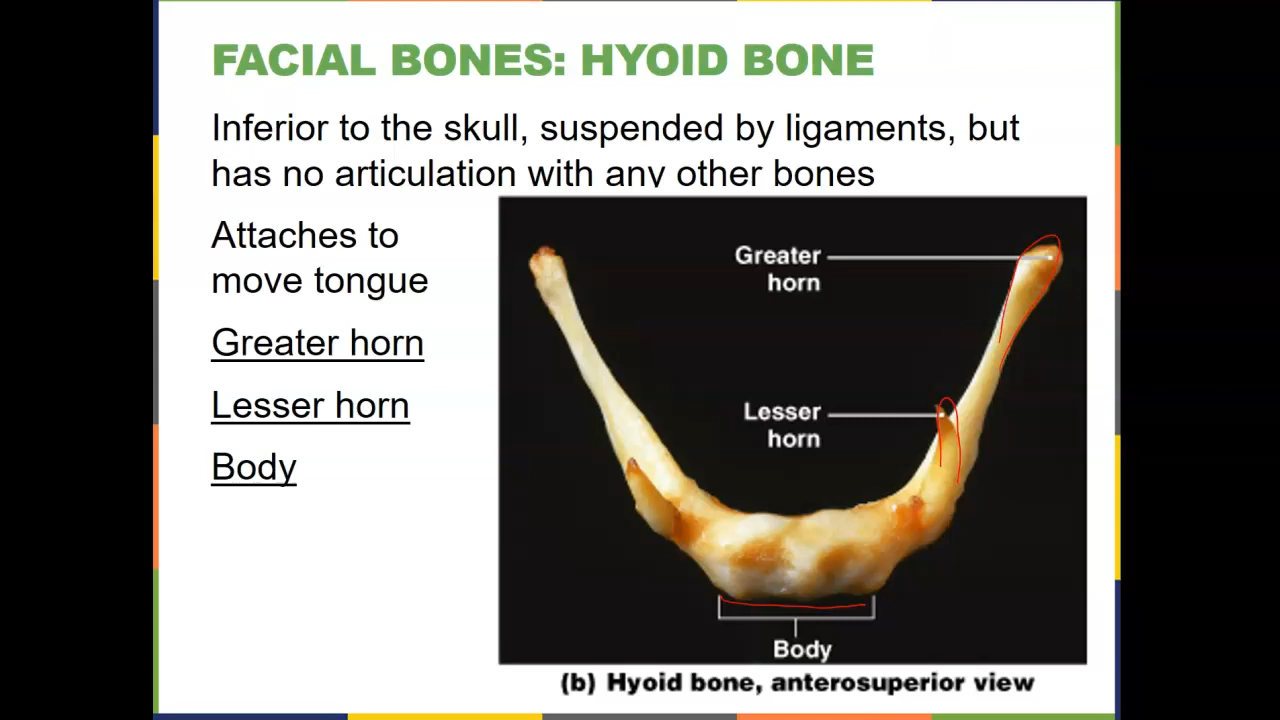 FACIAL BONES: HYOID BONE
Inferior to the skull, suspended by ligaments, but
has no articulation with any other bones
Attaches to
move tongue
Greater horn
Lesser horn
Body
Greater
horn
Lesser
horn
Body
(b) Hyoid bone, anterosuperior view